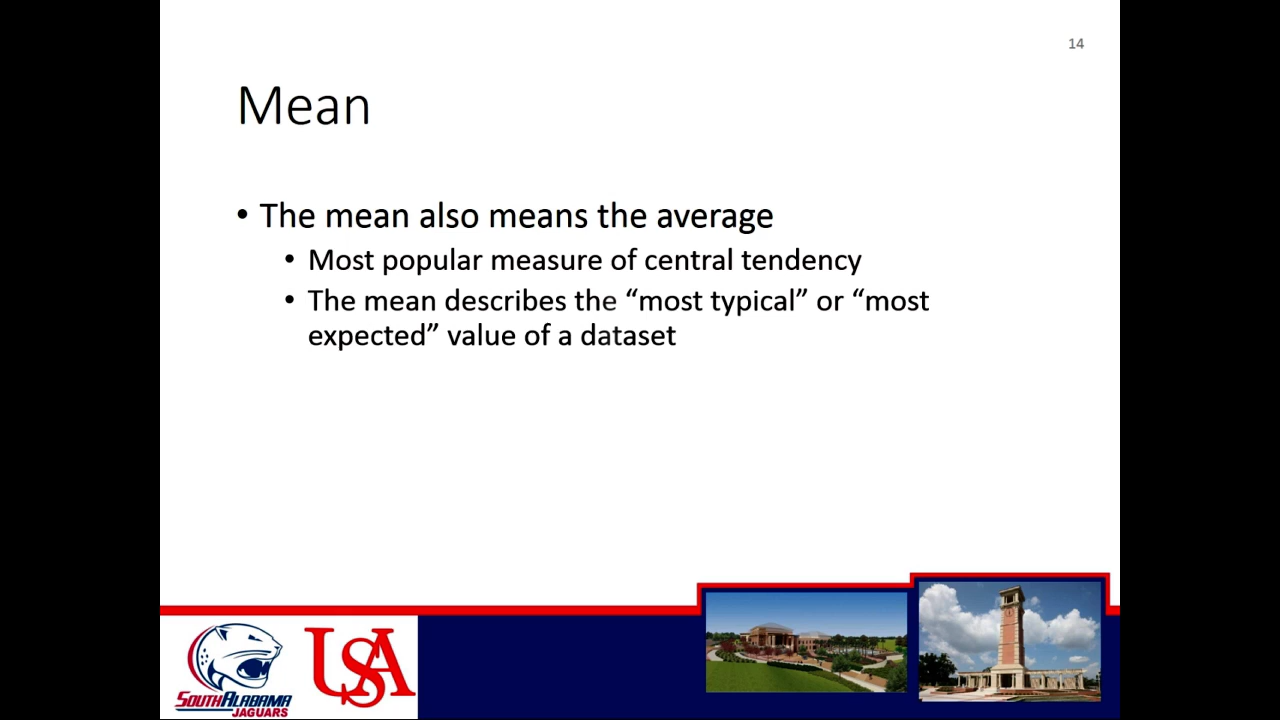 14
Mean
• The mean also means the average
• Most popular measure of central tendency
• The mean describes the “most typical” or “most
expected” value of a dataset
SOUTH ALABAMA
JAGUARS
USA